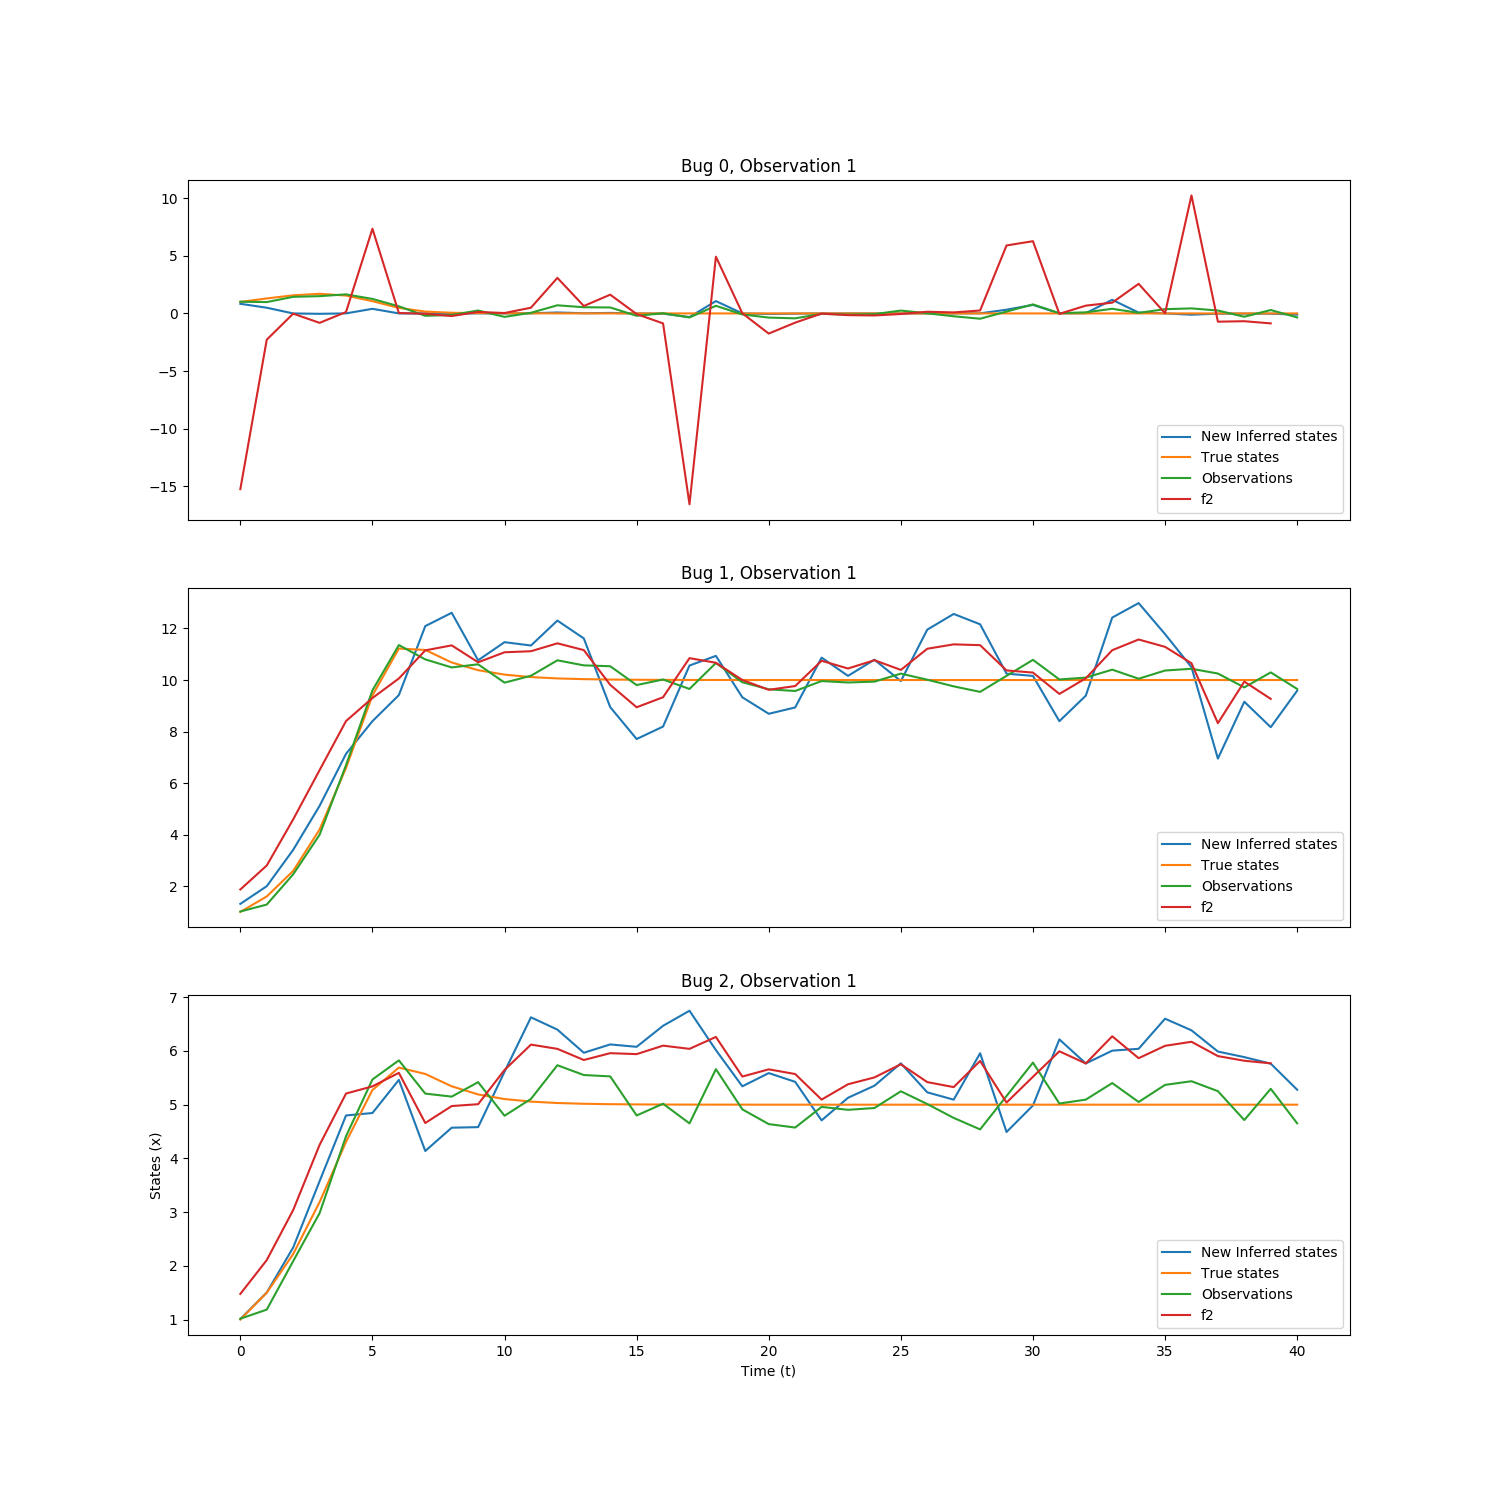 Bug 0, Observation 1
10
5
0
−5
−10
−15
New Inferred states
True states
Observations
f2
Bug 1, Observation 1
12
10
8
6
4
2
New Inferred states
True states
Observations
f2
Bug 2, Observation 1
7
6
5
4
3
2
1
States (x)
New Inferred states
True states
Observations
f2
0 5 10 15 20 25 30 35 40
Time (t)